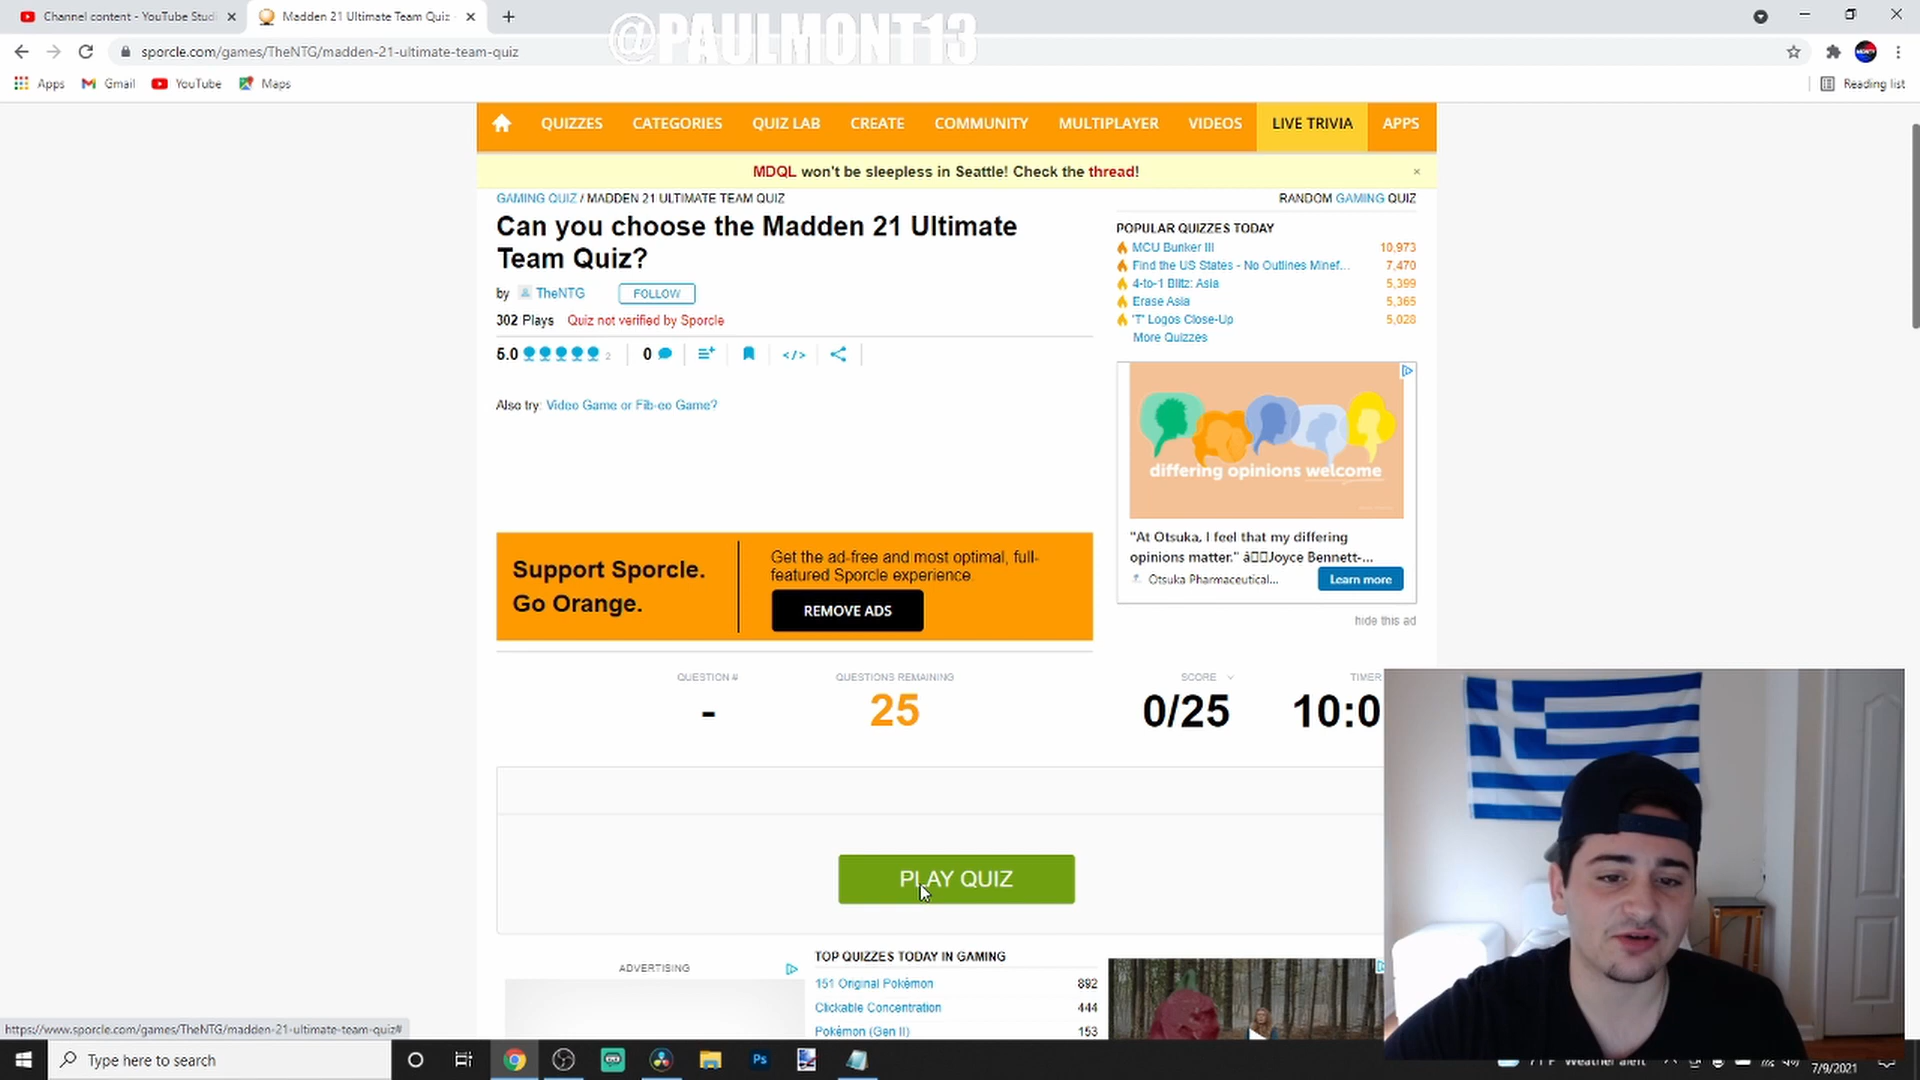 Channel content - YouTube Studi
Madden 21 Ultimate Team Quiz
@PAULMONT13
sporcle.com/games/TheNTG/madden-21-ultimate-team-quiz
Apps
Gmail
YouTube
Maps
Reading list
QUIZZES
CATEGORIES
QUIZ LAB
CREATE
COMMUNITY
MULTIPLAYER
VIDEOS
LIVE TRIVIA
APPS
MDQL won't be sleepless in Seattle! Check the thread!
GAMING QUIZ / MADDEN 21 ULTIMATE TEAM QUIZ
RANDOM GAMING QUIZ
Can you choose the Madden 21 Ultimate
Team Quiz?
by TheNTG
FOLLOW
302 Plays Quiz not verified by Sporcle
5.0 2
0
</>
Also try: Video Game or Fib-eo Game?
POPULAR QUIZZES TODAY
MCU Bunker III 10,973
Find the US States - No Outlines Minef... 7,470
4-to-1 Blitz: Asia 5,399
Erase Asia 5,365
'T' Logos Close-Up 5,028
More Quizzes
differing opinions welcome
"At Otsuka, I feel that my differing
opinions matter." â Joyce Bennett-...
Otsuka Pharmaceutical...
Learn more
hide this ad
Support Sporcle.
Go Orange.
Get the ad-free and most optimal, full-
featured Sporcle experience.
REMOVE ADS
QUESTION #
-
QUESTIONS REMAINING
25
SCORE
0/25
TIMER
10:0
PLAY QUIZ
ADVERTISING
TOP QUIZZES TODAY IN GAMING
151 Original Pokémon 892
Clickable Concentration 444
Pokémon (Gen II) 153
https://www.sporcle.com/games/TheNTG/madden-21-ultimate-team-quiz#
Type here to search
Ps
71°F Weather alert
7/9/2021